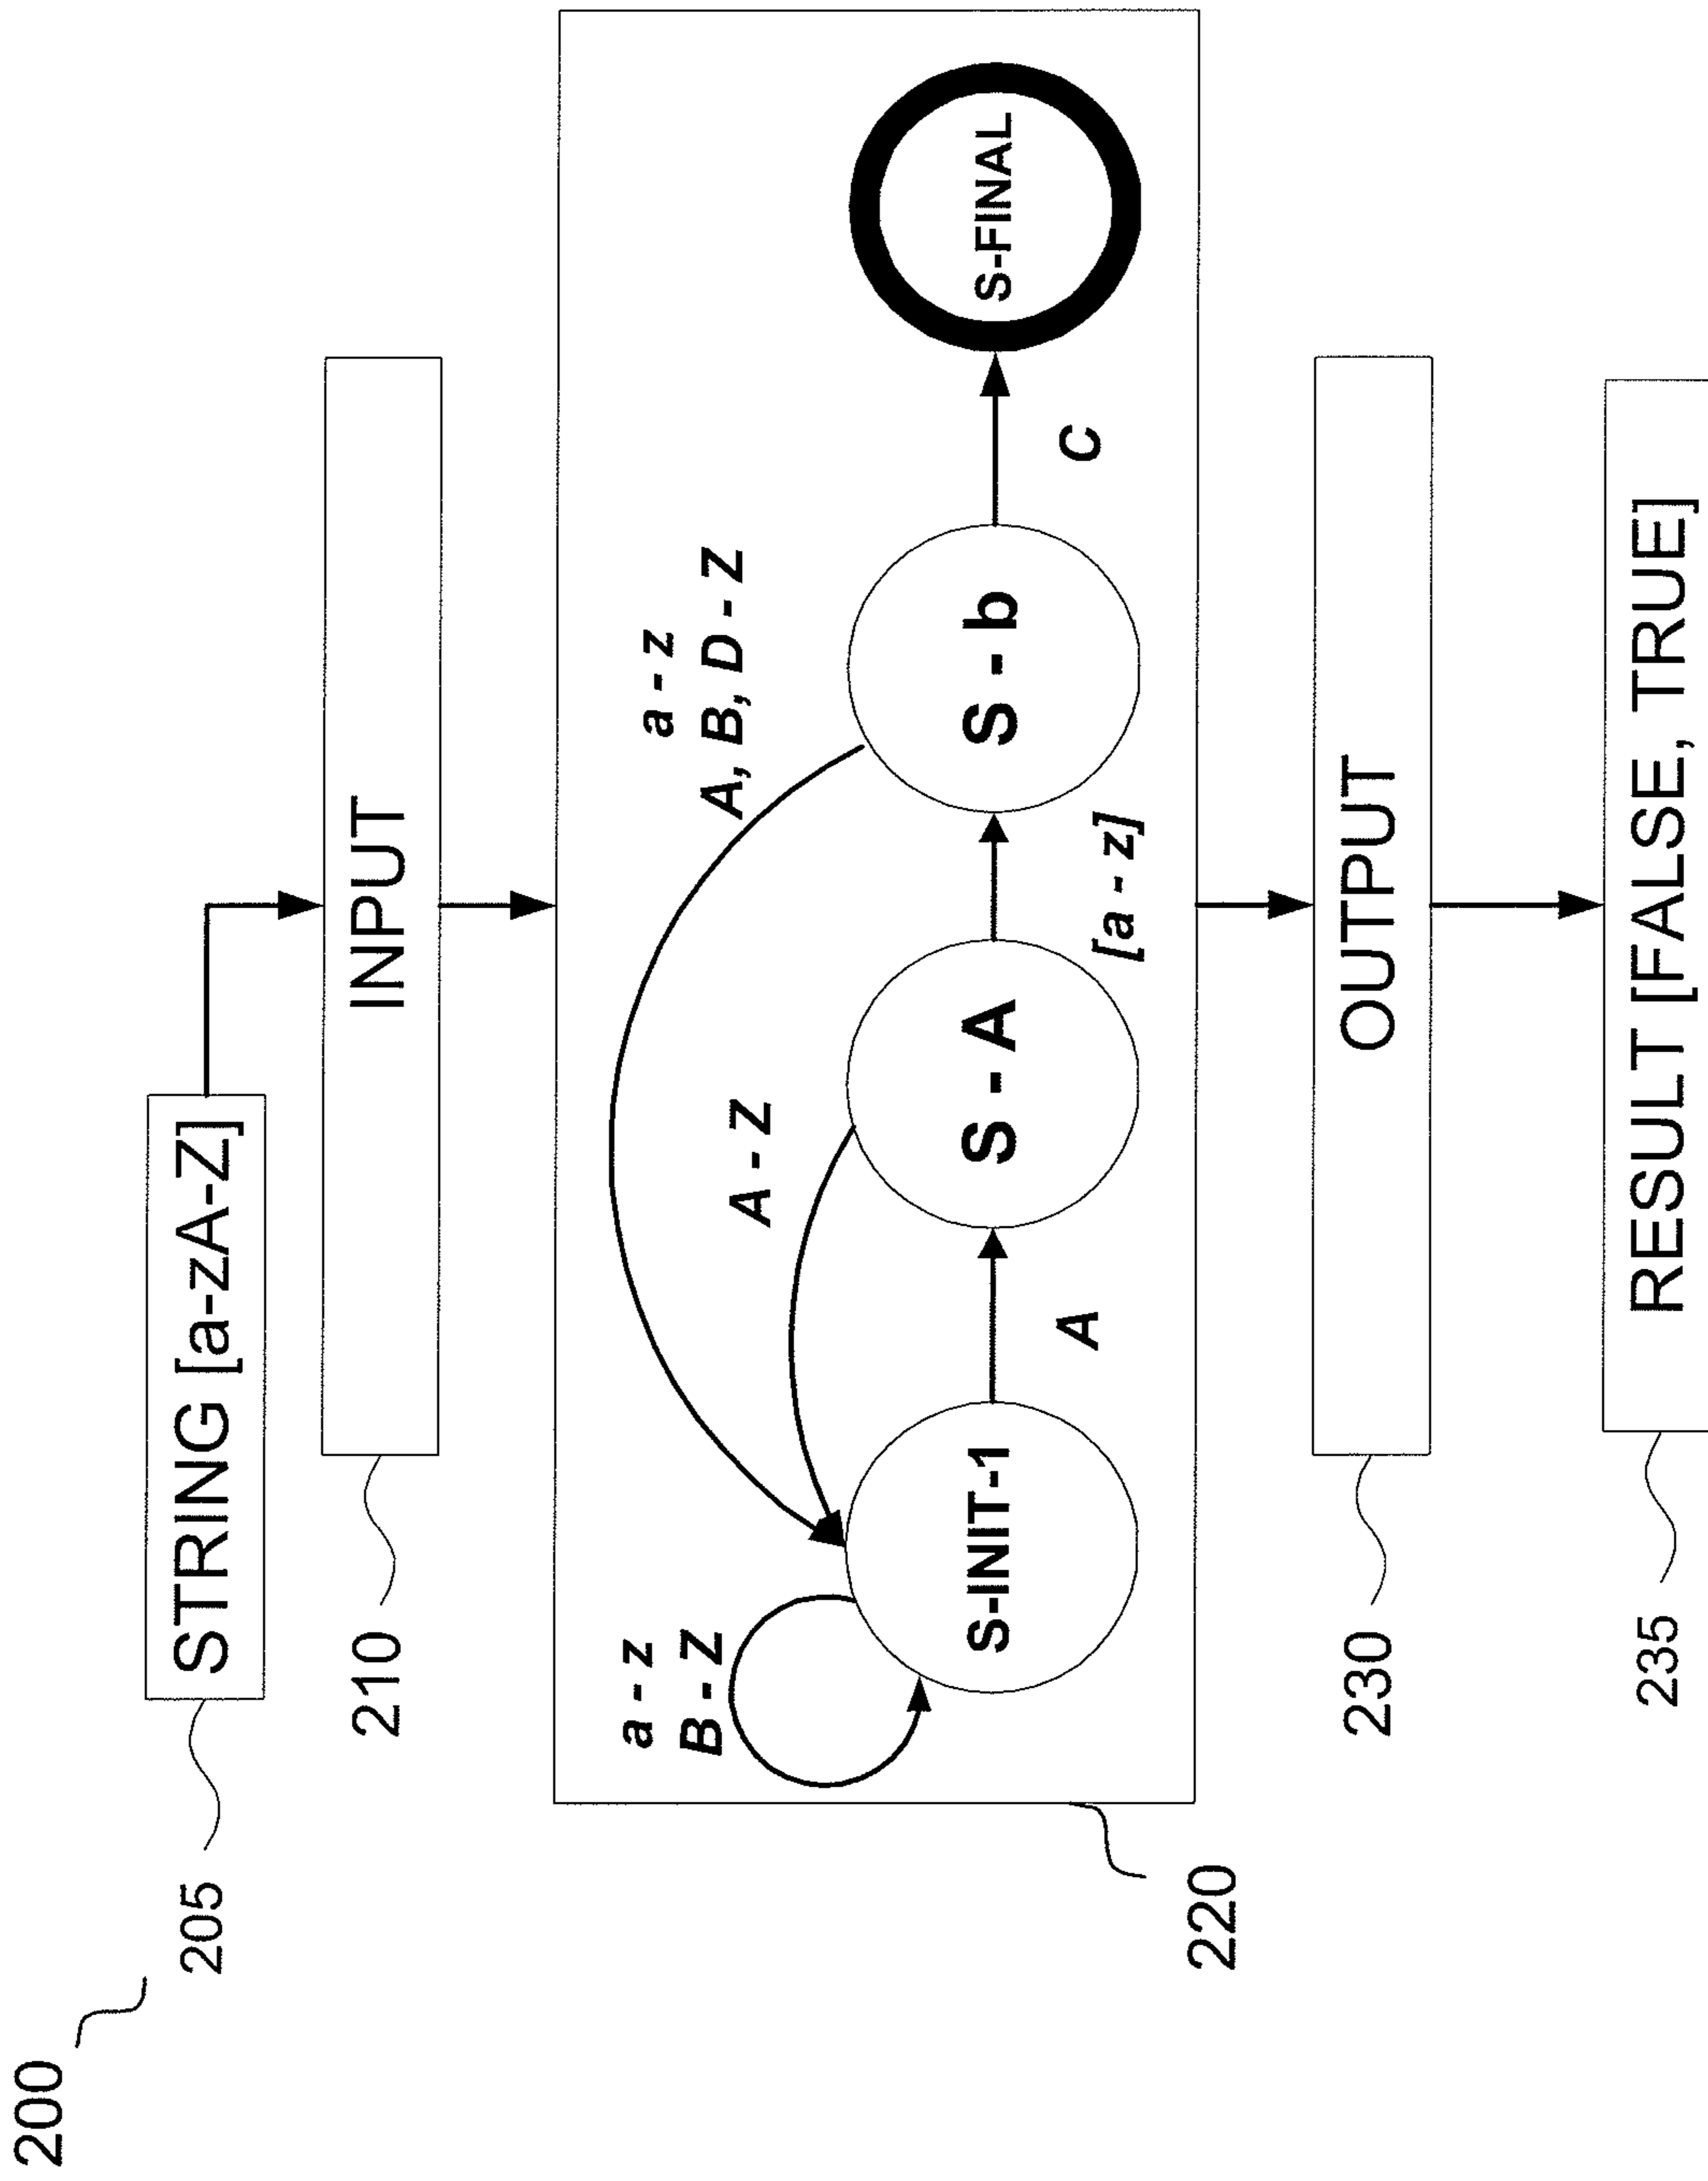 200
205
STRING [a-zA-Z]
210
INPUT
220
a - z
B - Z
A - Z
a - z
A, B, D - Z
S-INIT-1
A
S - A
[a - z]
S - b
C
S-FINAL
230
OUTPUT
235
RESULT [FALSE, TRUE]